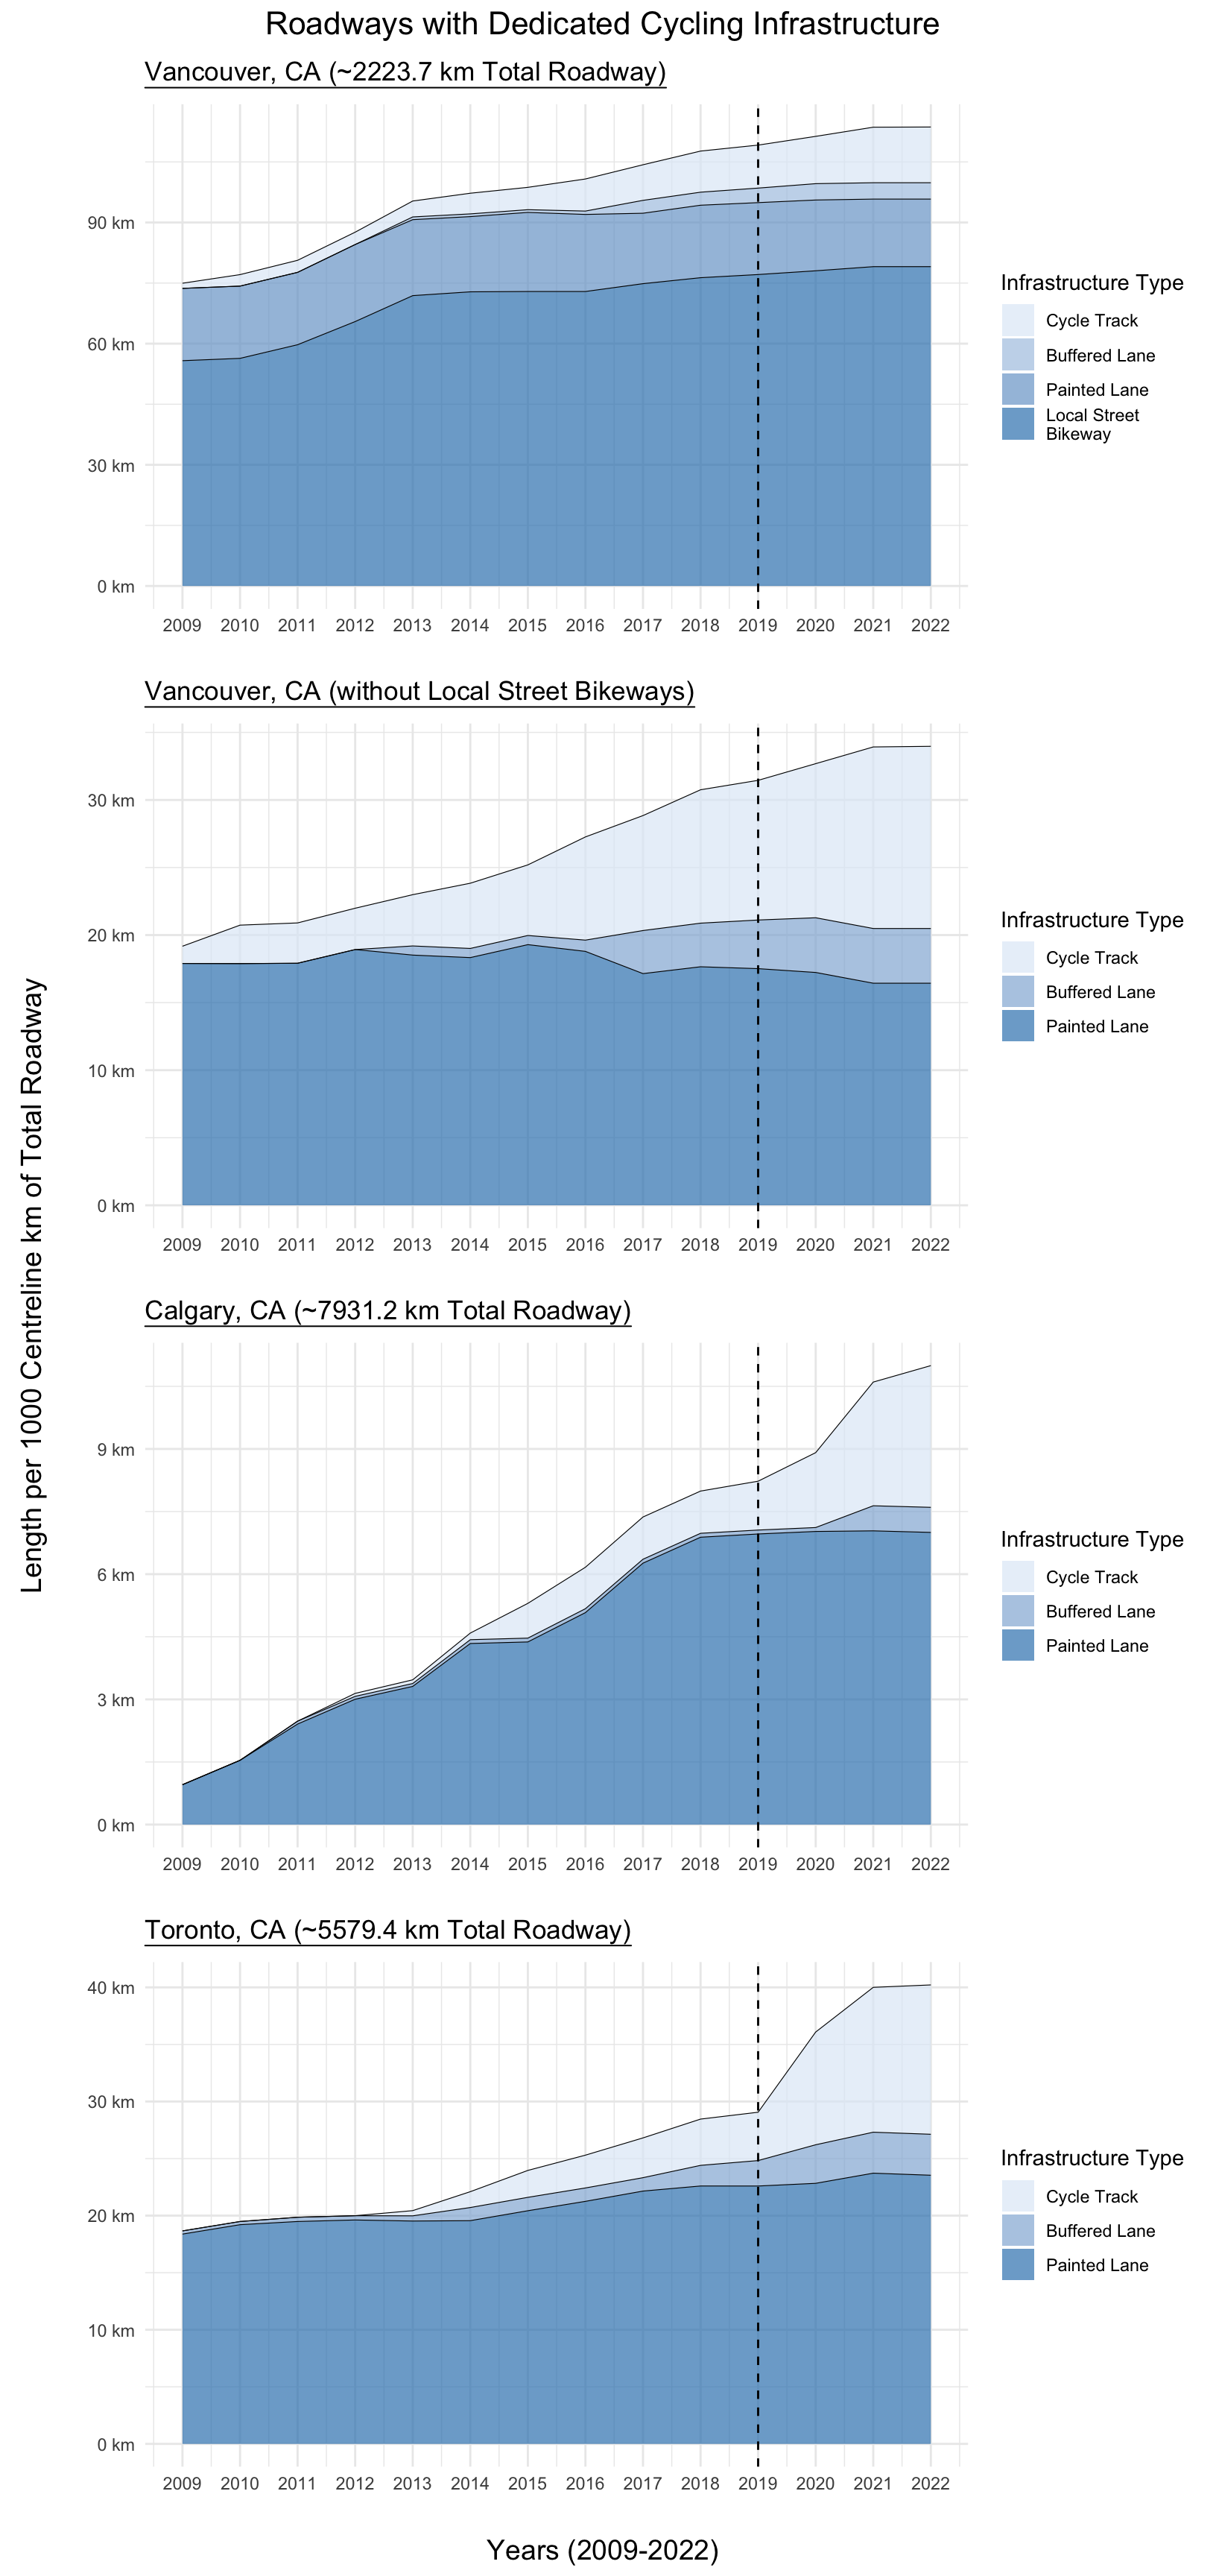 Roadways with Dedicated Cycling Infrastructure
Vancouver, CA (~2223.7 km Total Roadway)
90 km
60 km
30 km
0 km
2009 2010 2011 2012 2013 2014 2015 2016 2017 2018 2019 2020 2021 2022
Infrastructure Type
Cycle Track
Buffered Lane
Painted Lane
Local Street
Bikeway
Vancouver, CA (without Local Street Bikeways)
30 km
20 km
10 km
0 km
2009 2010 2011 2012 2013 2014 2015 2016 2017 2018 2019 2020 2021 2022
Infrastructure Type
Cycle Track
Buffered Lane
Painted Lane
Length per 1000 Centreline km of Total Roadway
Calgary, CA (~7931.2 km Total Roadway)
9 km
6 km
3 km
0 km
2009 2010 2011 2012 2013 2014 2015 2016 2017 2018 2019 2020 2021 2022
Infrastructure Type
Cycle Track
Buffered Lane
Painted Lane
Toronto, CA (~5579.4 km Total Roadway)
40 km
30 km
20 km
10 km
0 km
2009 2010 2011 2012 2013 2014 2015 2016 2017 2018 2019 2020 2021 2022
Infrastructure Type
Cycle Track
Buffered Lane
Painted Lane
Years (2009-2022)